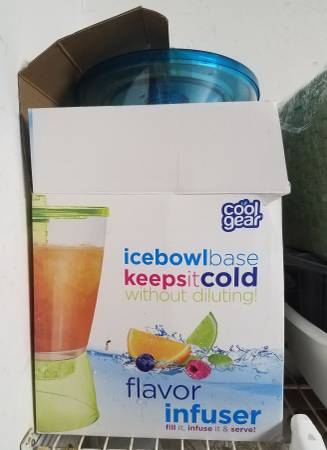 cool
gear
icebowlbase
keepsitcold
without diluting!
flavor
infuser
fill it, infuse it & serve!